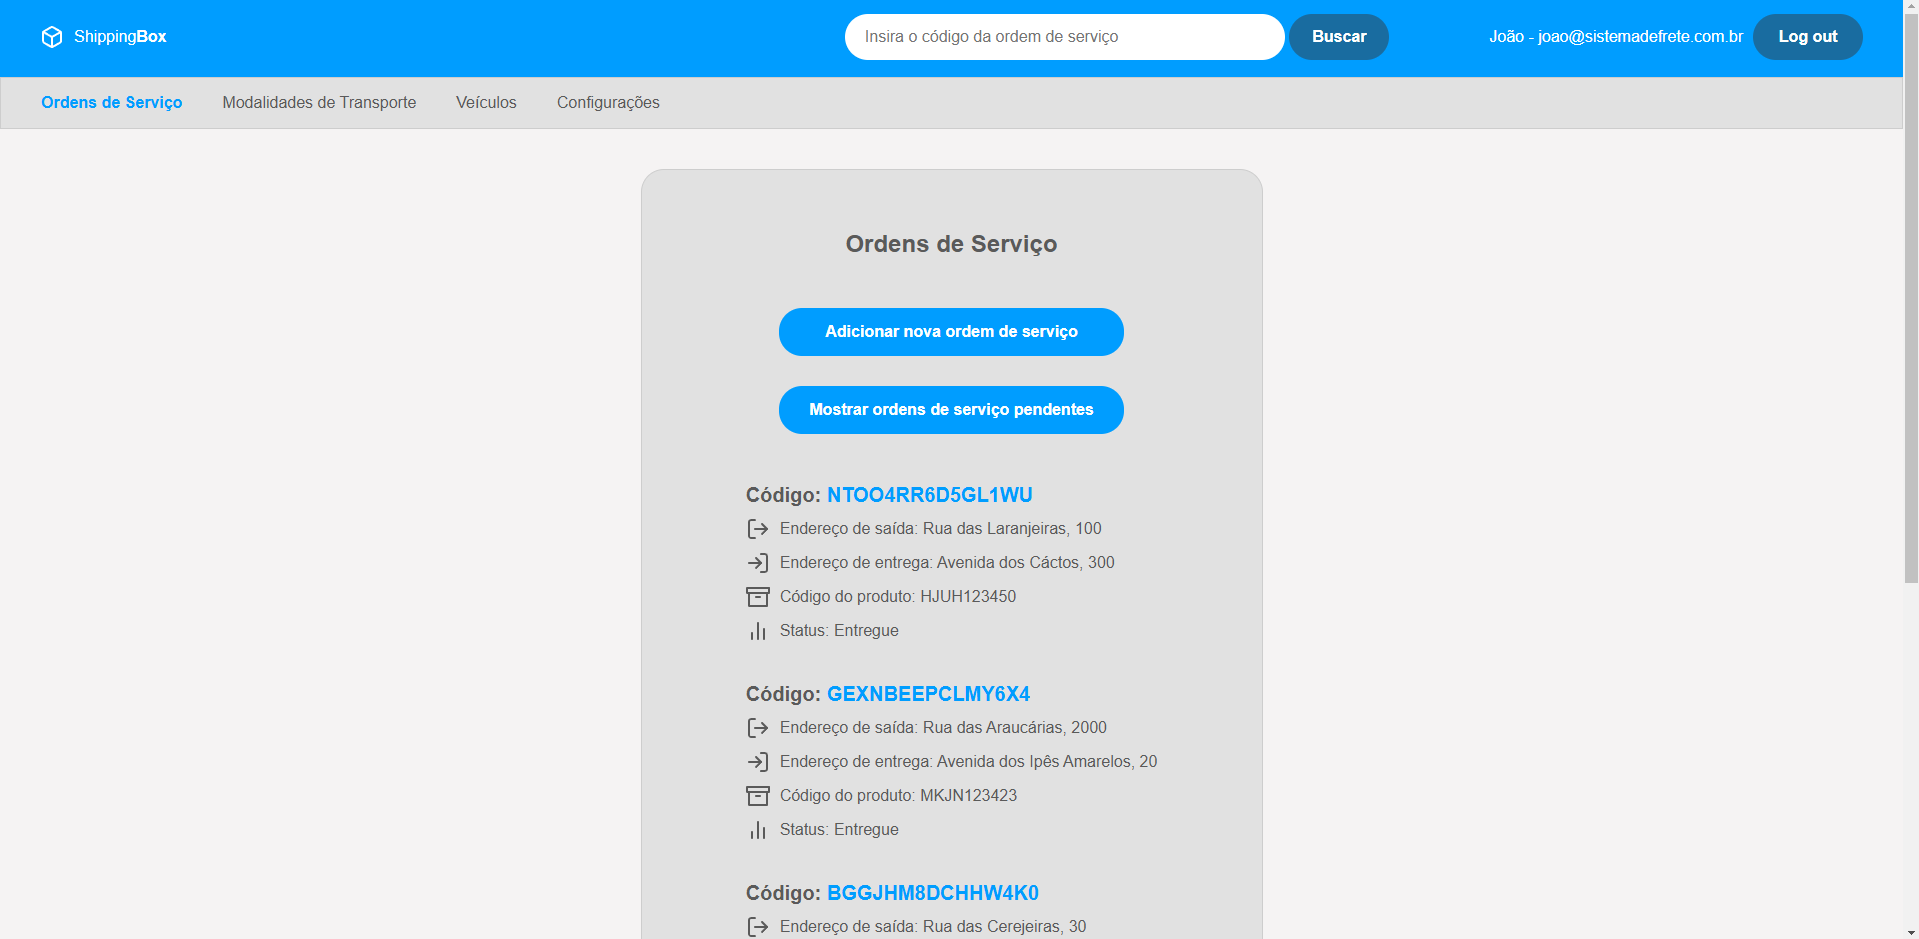 ShippingBox
Insira o código da ordem de serviço
Buscar
João - joao@sistemadefrete.com.br
Log out
Ordens de Serviço
Modalidades de Transporte
Veículos
Configurações
Ordens de Serviço
Adicionar nova ordem de serviço
Mostrar ordens de serviço pendentes
Código: NTOO4RR6D5GL1WU
Endereço de saída: Rua das Laranjeiras, 100
Endereço de entrega: Avenida dos Cáctos, 300
Código do produto: HJUH123450
Status: Entregue
Código: GEXNBEEPCLMY6X4
Endereço de saída: Rua das Araucárias, 2000
Endereço de entrega: Avenida dos Ipês Amarelos, 20
Código do produto: MKJN123423
Status: Entregue
Código: BGGJHM8DCHHW4K0
Endereço de saída: Rua das Cerejeiras, 30